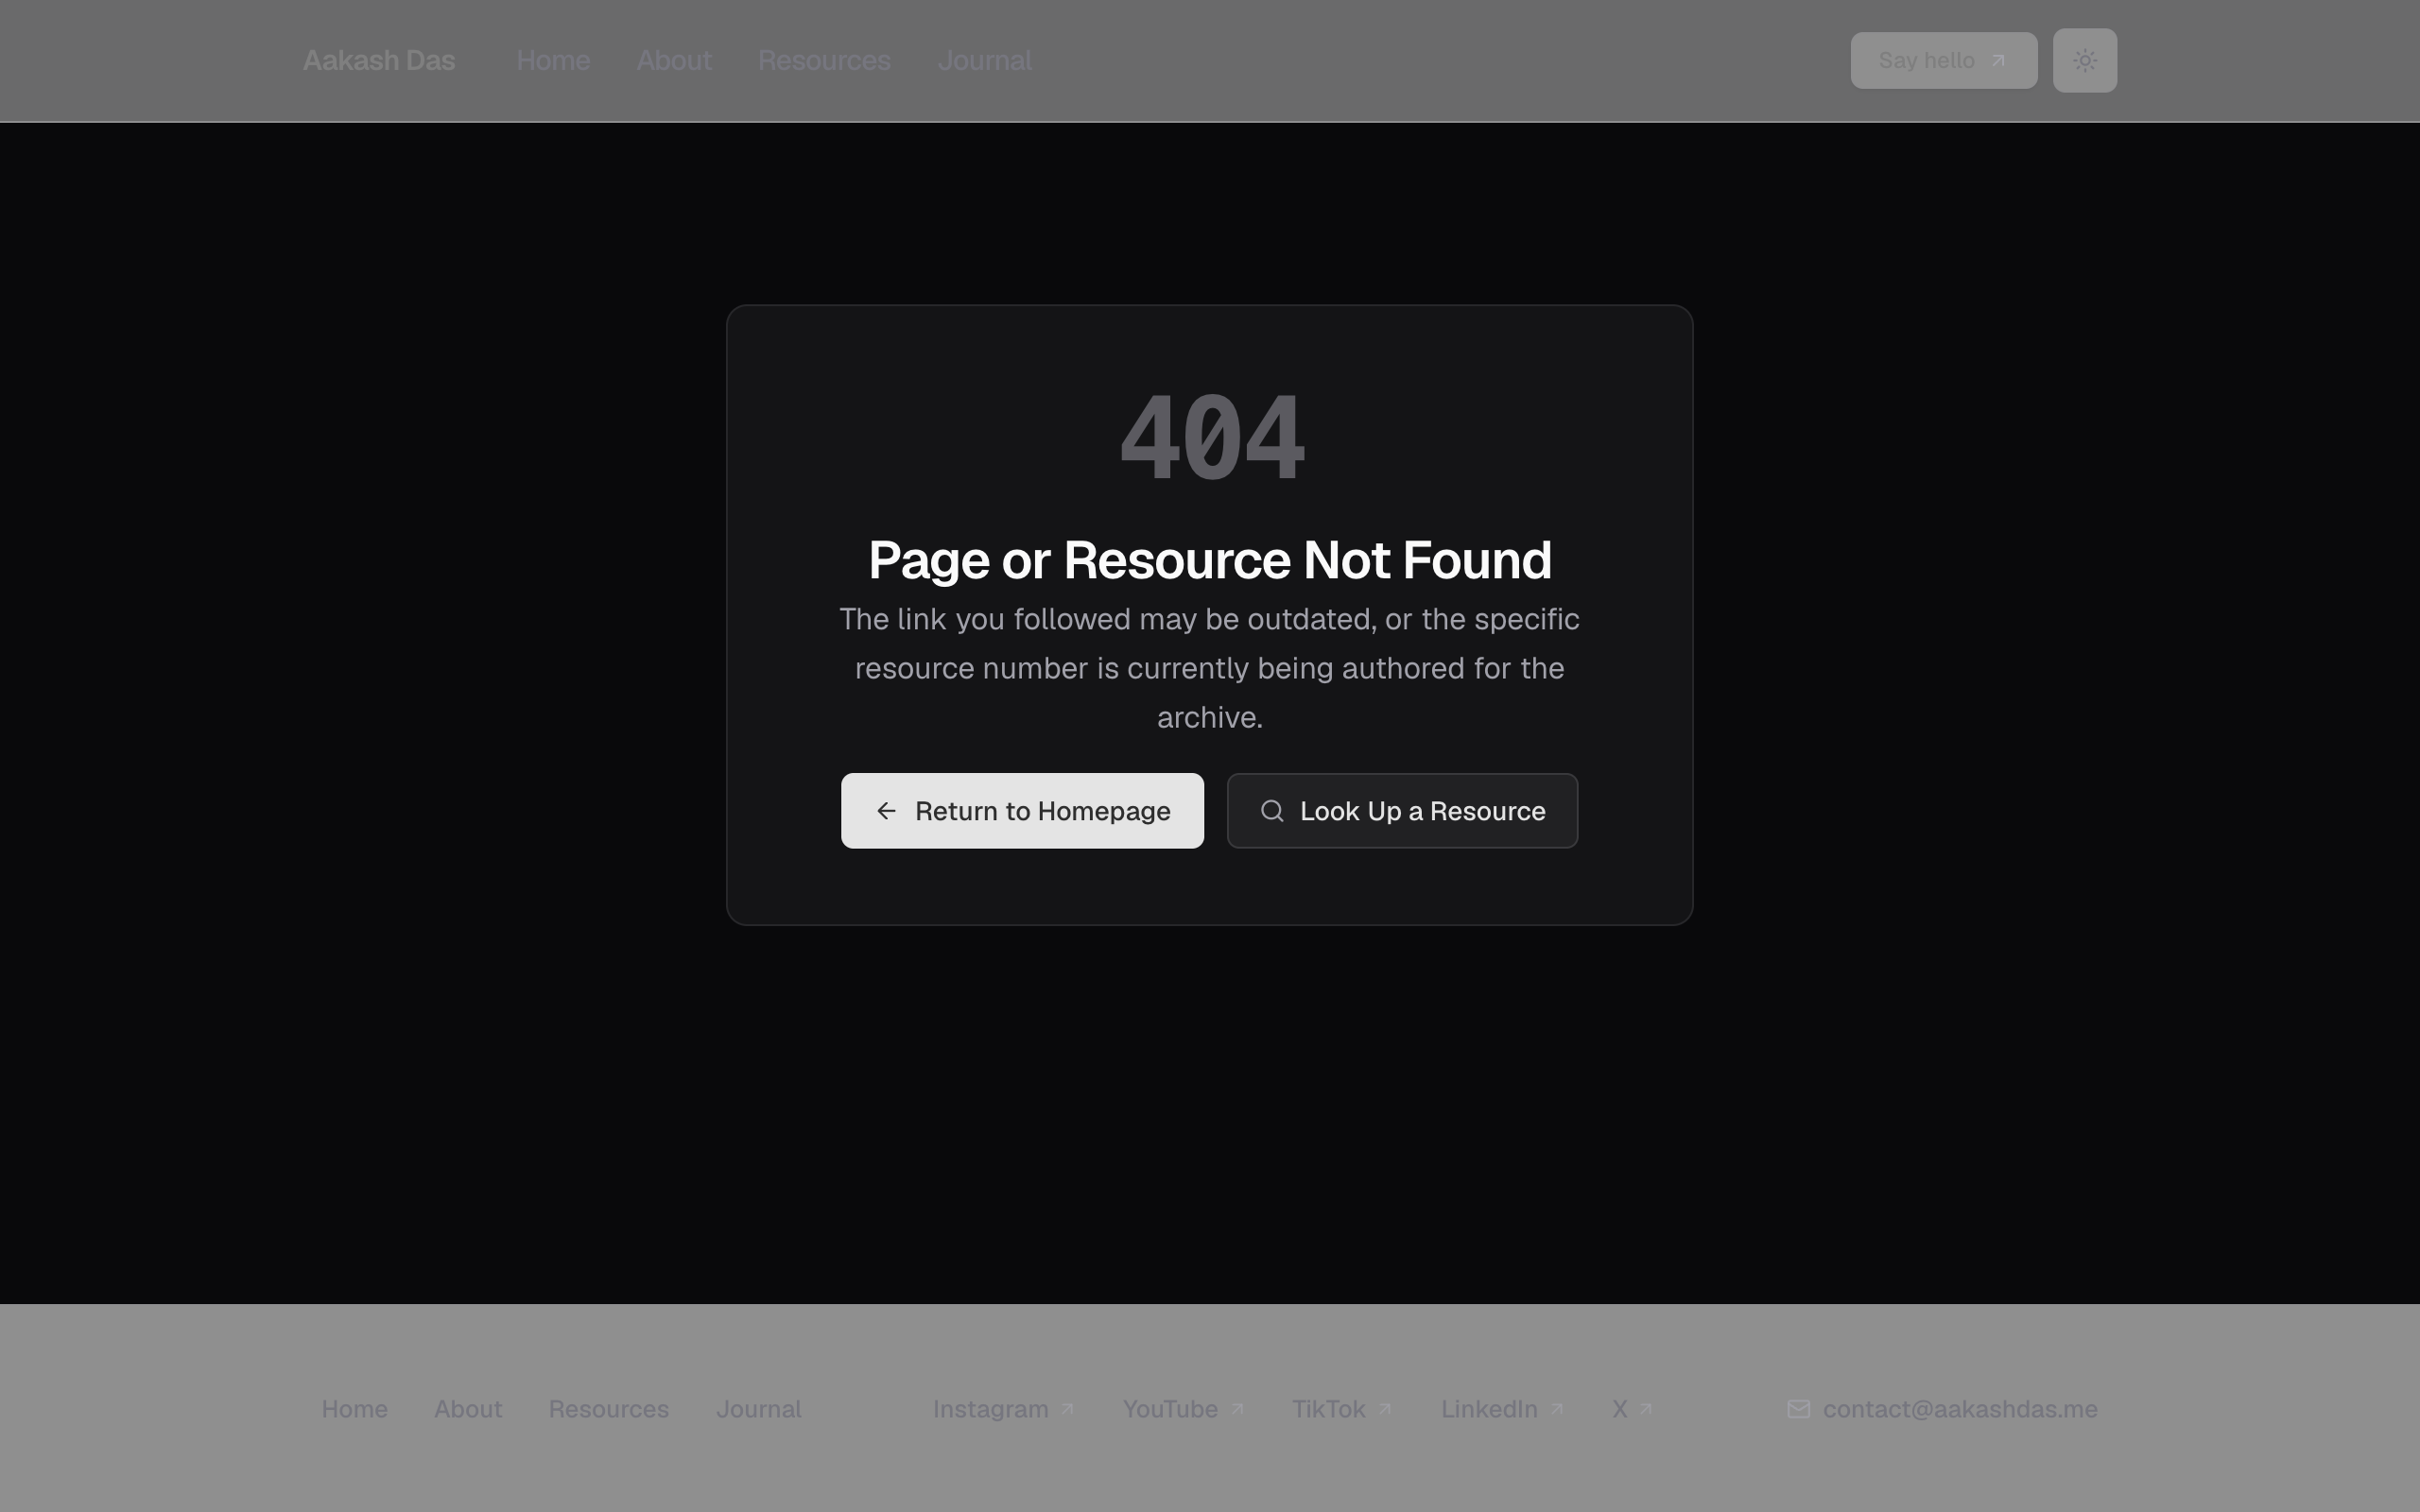 Aakash Das Home About Resources Journal Say hello
404
Page or Resource Not Found
The link you followed may be outdated, or the specific
resource number is currently being authored for the
archive.
Return to Homepage Look Up a Resource
Home About Resources Journal Instagram YouTube TikTok LinkedIn X contact@aakashdas.me